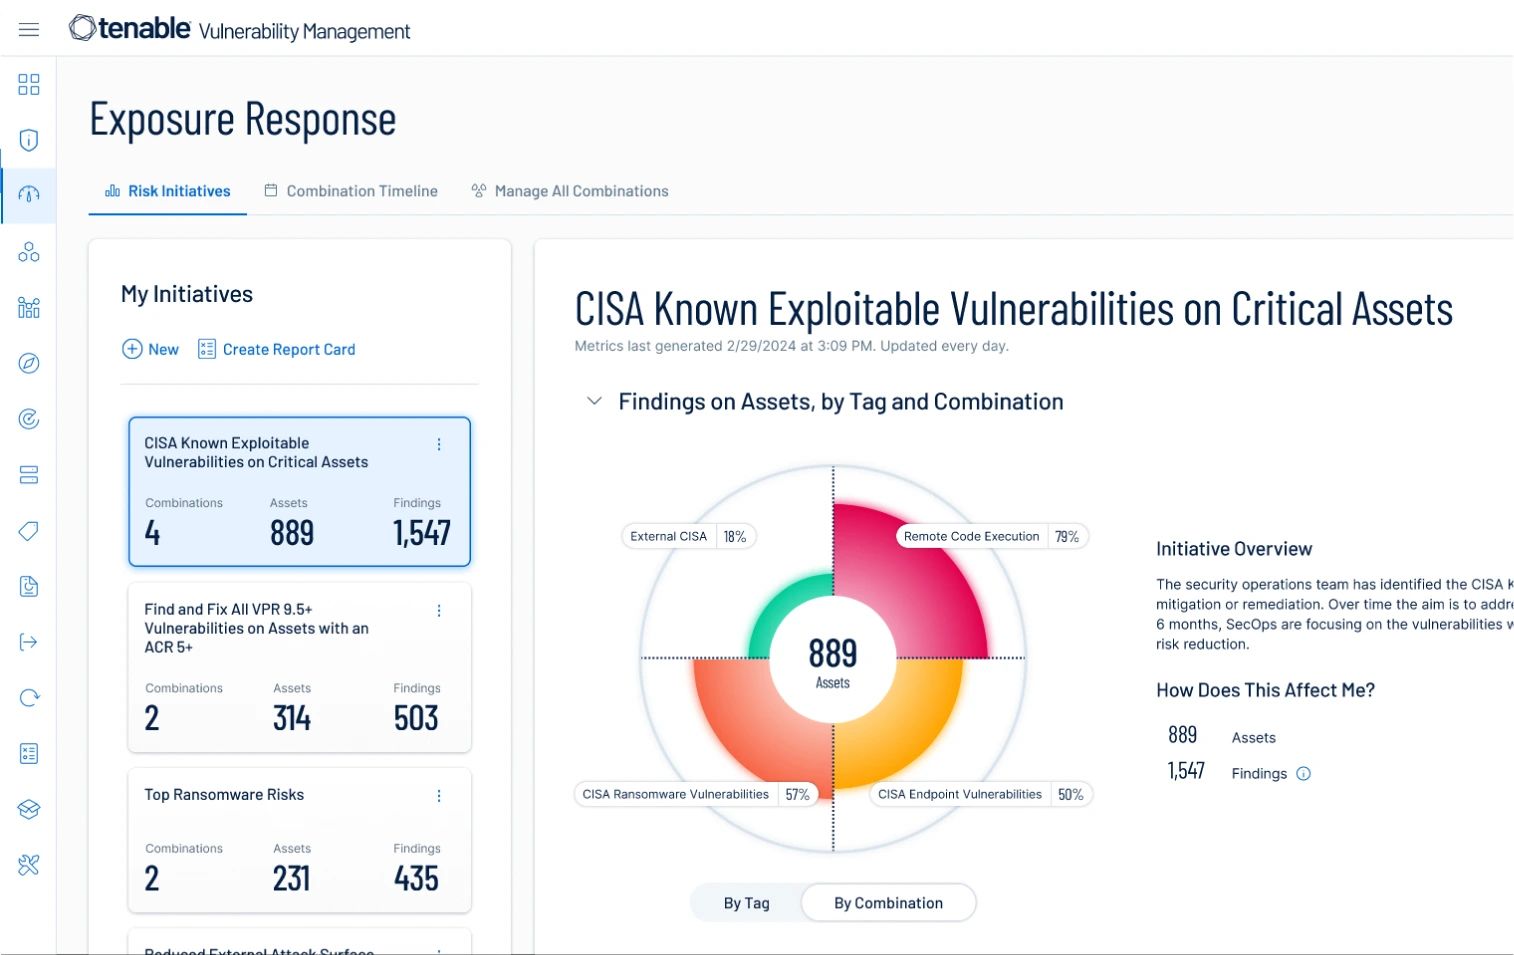 tenable Vulnerability Management
Exposure Response
Risk Initiatives
Combination Timeline
Manage All Combinations
My Initiatives
New
Create Report Card
CISA Known Exploitable
Vulnerabilities on Critical Assets
Combinations Assets Findings
4 889 1,547
Find and Fix All VPR 9.5+
Vulnerabilities on Assets with an
ACR 5+
Combinations Assets Findings
2 314 503
Top Ransomware Risks
Combinations Assets Findings
2 231 435
Reduced External Attack Surface
CISA Known Exploitable Vulnerabilities on Critical Assets
Metrics last generated 2/29/2024 at 3:09 PM. Updated every day.
Findings on Assets, by Tag and Combination
External CISA 18%
Remote Code Execution 79%
889
Assets
CISA Ransomware Vulnerabilities 57%
CISA Endpoint Vulnerabilities 50%
By Tag
By Combination
Initiative Overview
The security operations team has identified the CISA
mitigation or remediation. Over time the aim is to
6 months, SecOps are focusing on the vulnerabilities
risk reduction.
How Does This Affect Me?
889 Assets
1,547 Findings